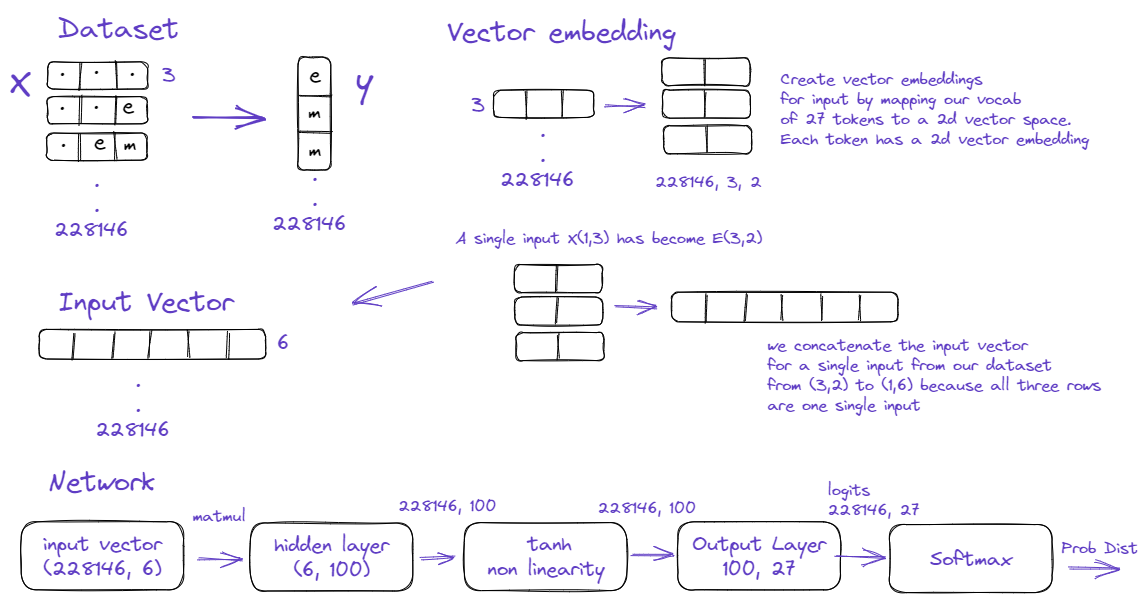 Dataset
X
. . . 3
. . e
. e m
.
.
228146
e
m
m
Y
.
.
228146
Vector embedding
3
.
.
228146
228146, 3, 2
Create vector embeddings
for input by mapping our vocab
of 27 tokens to a 2d vector space.
Each token has a 2d vector embedding
A single input X(1,3) has become E(3,2)
we concatenate the input vector
for a single input from our dataset
from (3,2) to (1,6) because all three rows
are one single input
Input Vector
6
.
.
228146
Network
input vector
(228146, 6)
matmul
hidden layer
(6, 100)
228146, 100
tanh
non linearity
228146, 100
Output Layer
100, 27
logits
228146, 27
Softmax
Prob Dist